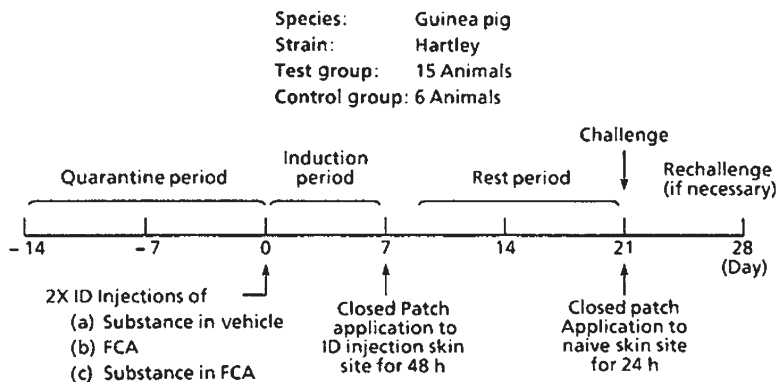 Species: Guinea pig
Strain: Hartley
Test group: 15 Animals
Control group: 6 Animals
Challenge
Induction
period
Quarantine period
Rest period
Rechallenge
(if necessary)
-14 -7 0 7 14 21 28
(Day)
2X ID Injections of
(a) Substance in vehicle
(b) FCA
(c) Substance in FCA
Closed Patch
application to
ID injection skin
site for 48 h
Closed patch
Application to
naive skin site
for 24 h